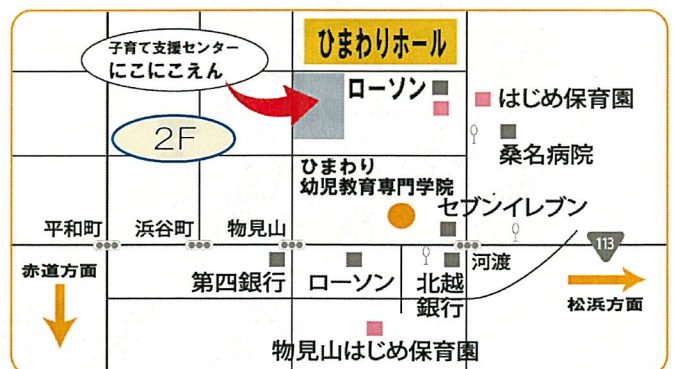 子育て支援センター
にこにこえん
ひまわりホール
ローソン
はじめ保育園
2F
桑名病院
ひまわり
幼児教育専門学院
セブンイレブン
平和町
浜谷町
物見山
113
赤道方面
第四銀行
ローソン
北越
銀行
河渡
松浜方面
物見山はじめ保育園